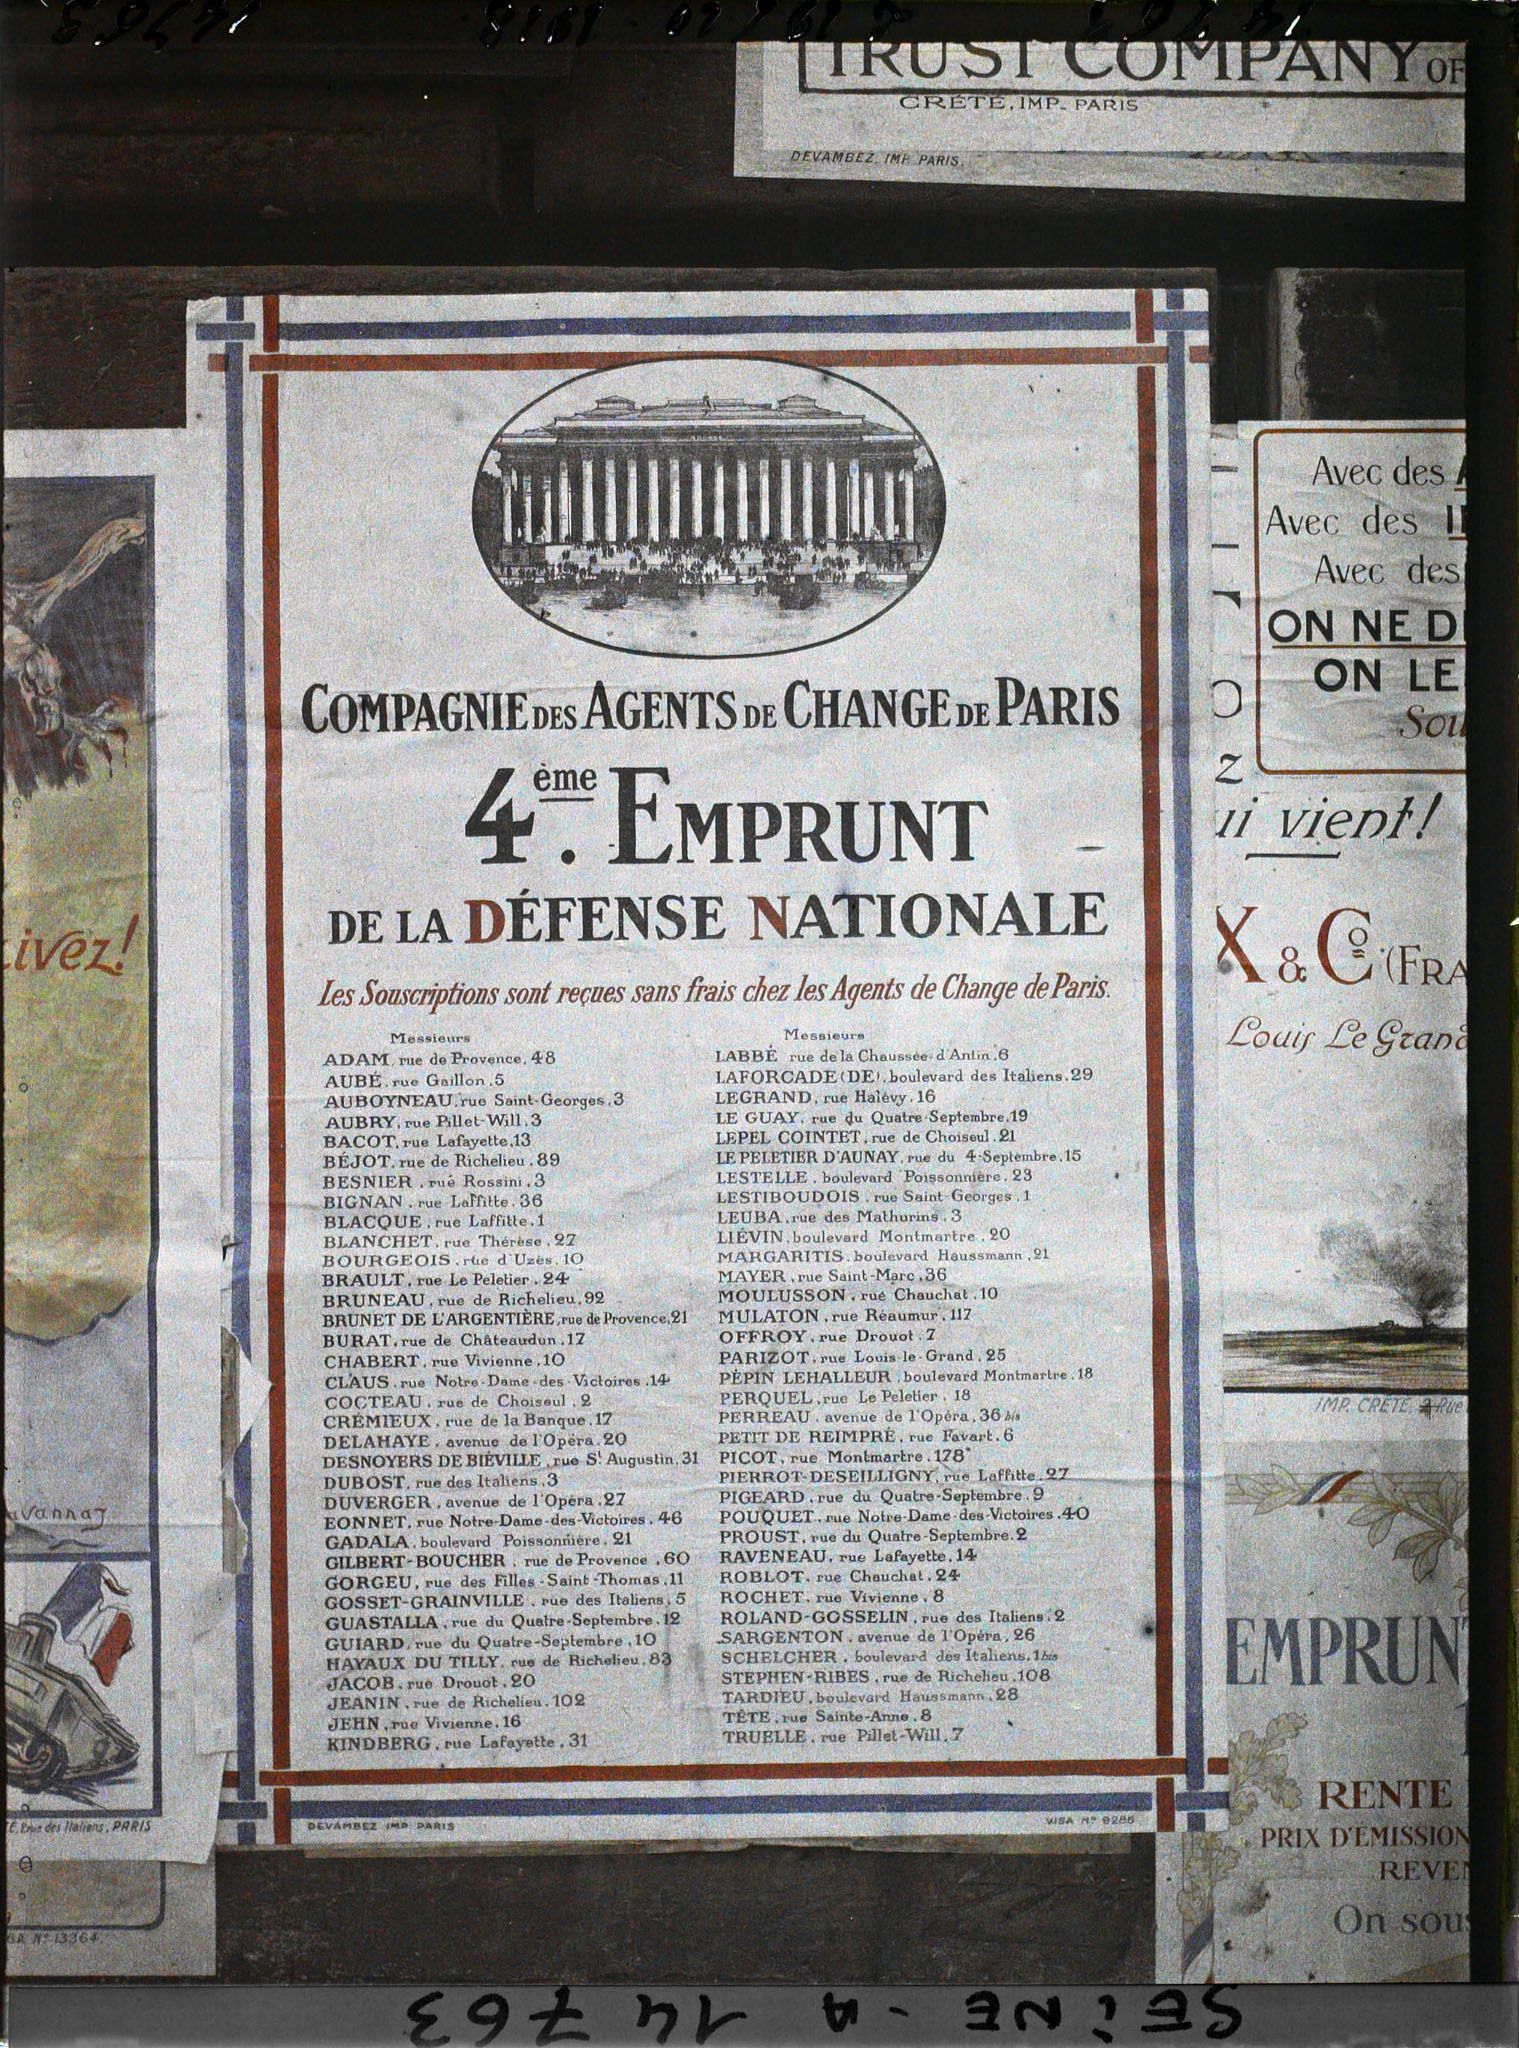 TRUST COMPANY OF
CRÉTÉ, IMP. PARIS
DEVAMBEZ. IMP. PARIS.
COMPAGNIE DES AGENTS DE CHANGE DE PARIS
4ème. EMPRUNT
DE LA DÉFENSE NATIONALE
Les Souscriptions sont reçues sans frais chez les Agents de Change de Paris.
Messieurs
ADAM, rue de Provence, 48
AUBÉ, rue Gaillon, 5
AUBOYNEAU, rue Saint-Georges, 3
AUBRY, rue Pillet-Will, 3
BACOT, rue Lafayette, 13
BÉJOT, rue de Richelieu, 89
BESNIER, rue Rossini, 3
BIGNAN, rue Laffitte, 36
BLACQUE, rue Laffitte, 1
BLANCHET, rue Thérèse, 27
BOURGEOIS, rue d'Uzès, 10
BRAULT, rue Le Peletier, 24
BRUNEAU, rue de Richelieu, 92
BRUNET DE L'ARGENTIÈRE, rue de Provence, 21
BURAT, rue de Châteaudun, 17
CHABERT, rue Vivienne, 10
CLAUS, rue Notre-Dame-des-Victoires, 14
COCTEAU, rue de Choiseul, 2
CRÉMIEUX, rue de la Banque, 17
DELAHAYE, avenue de l'Opéra, 20
DESNOYERS DE BIÉVILLE, rue St Augustin, 31
DUBOST, rue des Italiens, 3
DUVERGER, avenue de l'Opéra, 27
EONNET, rue Notre-Dame-des-Victoires, 46
GADALA, boulevard Poissonnière, 21
GILBERT-BOUCHER, rue de Provence, 60
GORGEU, rue des Filles-Saint-Thomas, 11
GOSSET-GRAINVILLE, rue des Italiens, 5
GUASTALLA, rue du Quatre-Septembre, 12
GUIARD, rue du Quatre-Septembre, 10
HAYAUX DU TILLY, rue de Richelieu, 83
JACOB, rue Drouot, 20
JEANIN, rue de Richelieu, 102
JEHN, rue Vivienne, 16
KINDBERG, rue Lafayette, 31
Messieurs
LABBÉ rue de la Chaussée-d'Antin, 6
LAFORCADE (DE), boulevard des Italiens, 29
LEGRAND, rue Halévy, 16
LE GUAY, rue du Quatre-Septembre, 19
LEPEL COINTET, rue de Choiseul, 21
LE PELETIER D'AUNAY, rue du 4-Septembre, 15
LESTELLE, boulevard Poissonnière, 23
LESTIBOUDOIS, rue Saint-Georges, 1
LEUBA, rue des Mathurins, 3
LIÉVIN, boulevard Montmartre, 20
MARGARITIS, boulevard Haussmann, 21
MAYER, rue Saint-Marc, 36
MOULUSSON, rue Chauchat, 10
MULATON, rue Réaumur, 117
OFFROY, rue Drouot, 7
PARIZOT, rue Louis-le-Grand, 25
PÉPIN LEHALLEUR, boulevard Montmartre, 18
PERQUEL, rue Le Peletier, 18
PERREAU, avenue de l'Opéra, 36 bis
PETIT DE REIMPRÉ, rue Favart, 6
PICOT, rue Montmartre, 178
PIERROT-DESEILLIGNY, rue Laffitte, 27
PIGEARD, rue du Quatre-Septembre, 9
POUQUET, rue Notre-Dame-des-Victoires, 40
PROUST, rue du Quatre-Septembre, 2
RAVENEAU, rue Lafayette, 14
ROBLOT, rue Chauchat, 24
ROCHET, rue Vivienne, 8
ROLAND-GOSSELIN, rue des Italiens, 2
SARGENTON, avenue de l'Opéra, 26
SCHELCHER, boulevard des Italiens, 1 bis
STEPHEN-RIBES, rue de Richelieu, 108
TARDIEU, boulevard Haussmann, 28
TÊTE, rue Sainte-Anne, 8
TRUELLE, rue Pillet-Will, 7
DEVAMBEZ IMP PARIS
VISA Nº 9286
ivez!
des Italiens, PARIS
Nº 13364
Avec des
Avec des
Avec des
ON NE D
ON LE
Sou
ui vient!
X & Co (FRA
Louis Le Grand
IMP. CRÉTÉ, 2 Rue
EMPRUNT
RENTE
PRIX D'ÉMISSION
REVEN
On sous
SEINE - A 14 763